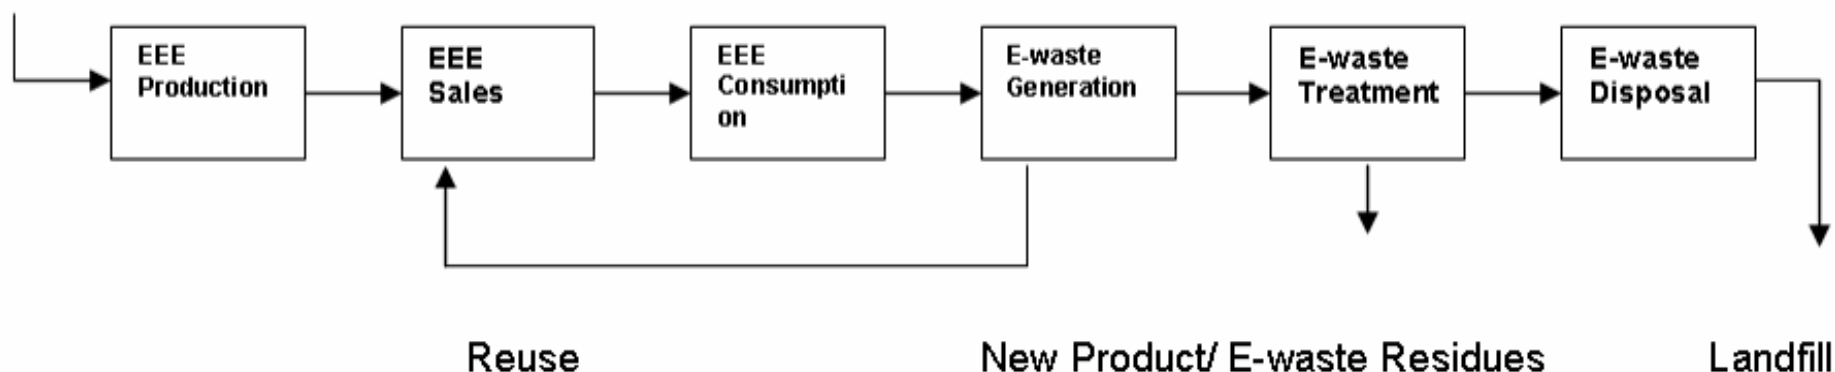 EEE
Production
EEE
Sales
EEE
Consumpti
on
E-waste
Generation
E-waste
Treatment
E-waste
Disposal
Reuse
New Product/ E-waste Residues
Landfill